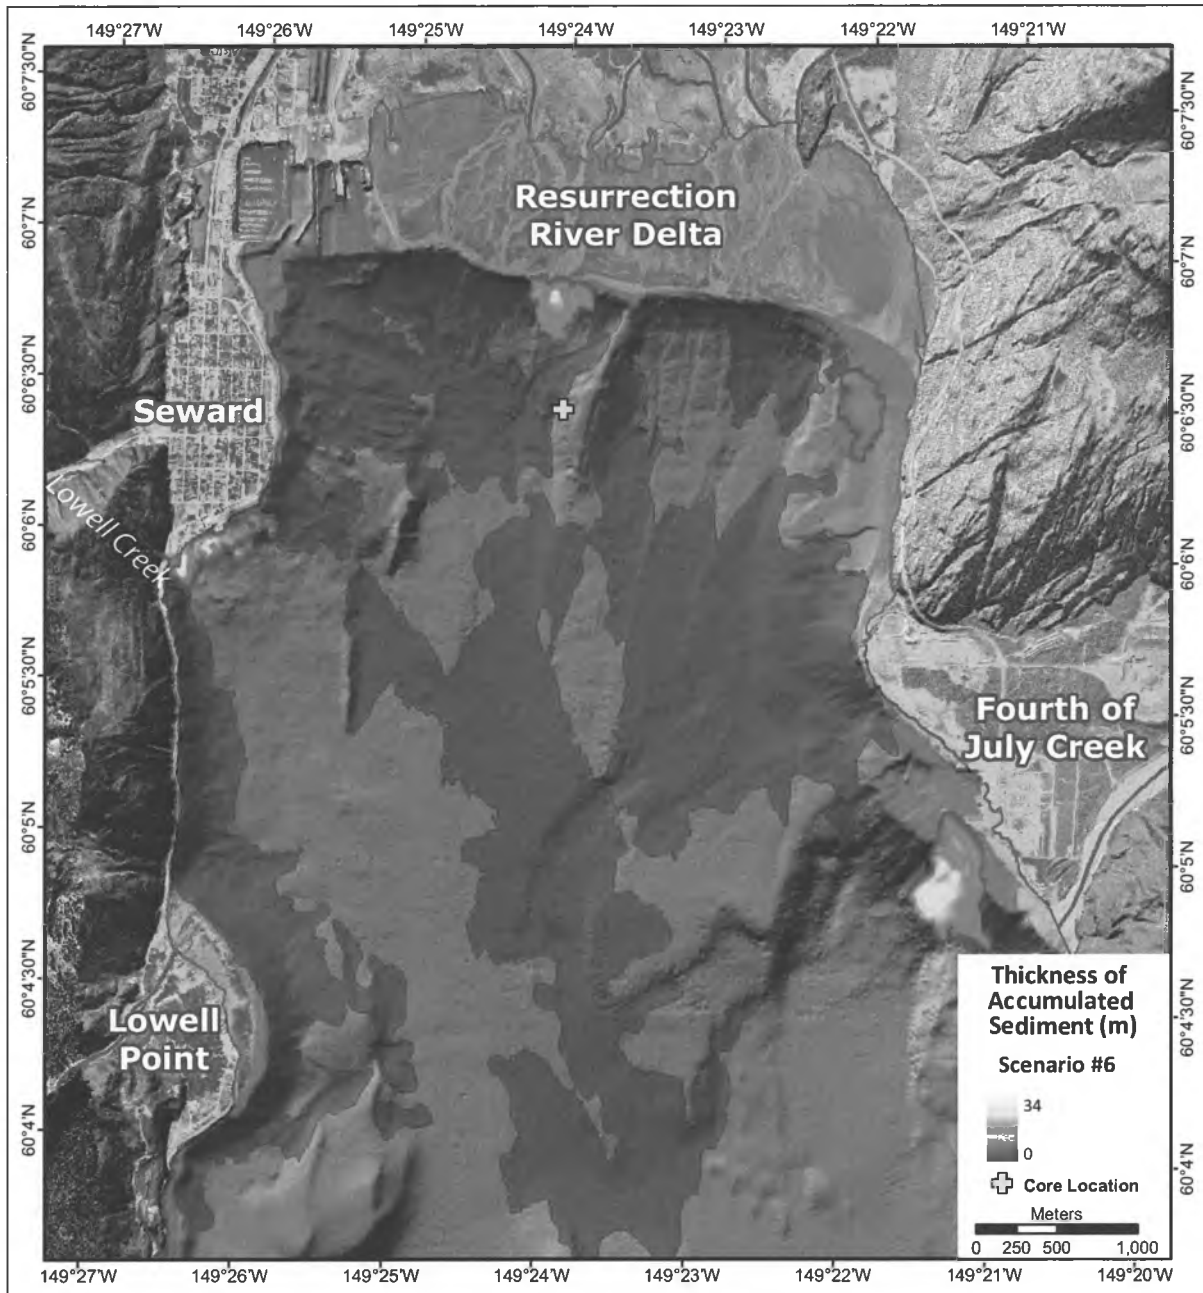 149°27'W 149°26'W 149°25'W 149°24'W 149°23'W 149°22'W 149°21'W
60°7'30"N
60°7'N
60°6'30"N
60°6'N
60°5'30"N
60°5'N
60°4'30"N
60°4'N
60°7'30"N
60°7'N
60°6'30"N
60°6'N
60°5'30"N
60°5'N
60°4'30"N
60°4'N
Resurrection
River Delta
Seward
Lowell Creek
Fourth of
July Creek
Lowell
Point
Thickness of
Accumulated
Sediment (m)
Scenario #6
34
0
Core Location
Meters
0 250 500 1,000
149°27'W 149°26'W 149°25'W 149°24'W 149°23'W 149°22'W 149°21'W 149°20'W